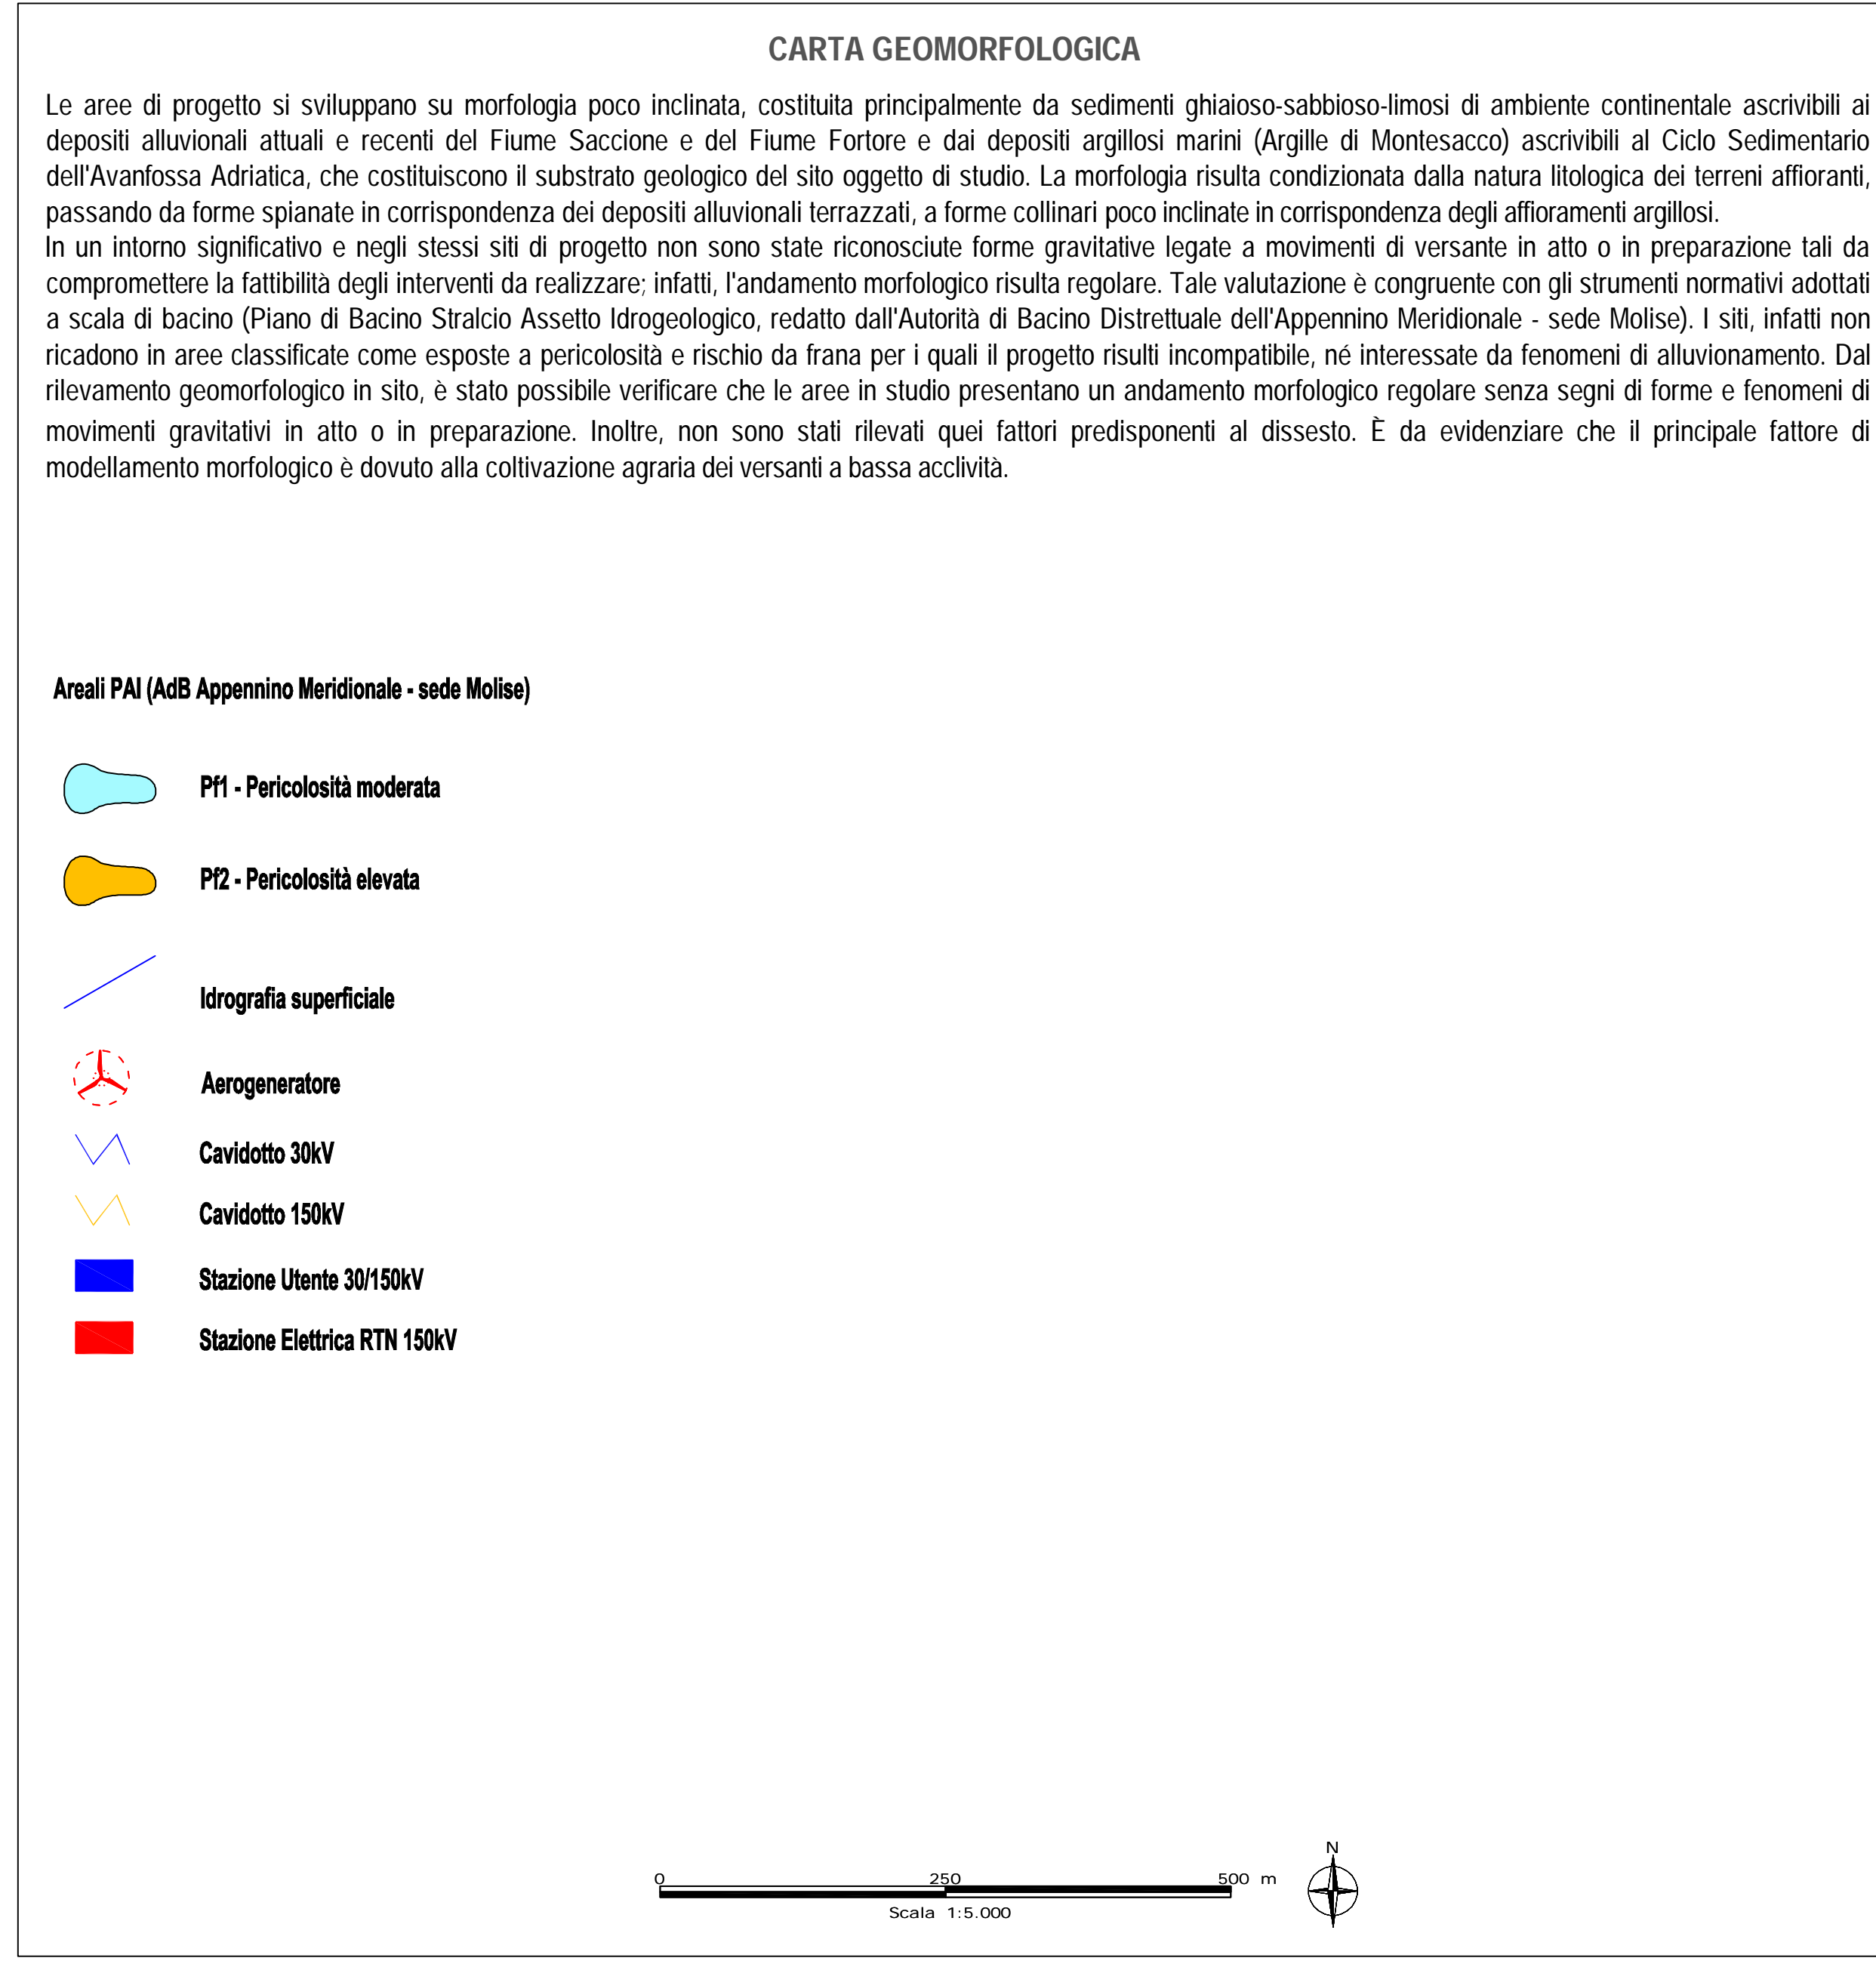 CARTA GEOMORFOLOGICA
Le aree di progetto si sviluppano su morfologia poco inclinata, costituita principalmente da sedimenti ghiaioso-sabbioso-limosi di ambiente continentale ascrivibili ai
depositi alluvionali attuali e recenti del Fiume Saccione e del Fiume Fortore e dai depositi argillosi marini (Argille di Montesacco) ascrivibili al Ciclo Sedimentario
dell'Avanfossa Adriatica, che costituiscono il substrato geologico del sito oggetto di studio. La morfologia risulta condizionata dalla natura litologica dei terreni affioranti,
passando da forme spianate in corrispondenza dei depositi alluvionali terrazzati, a forme collinari poco inclinate in corrispondenza degli affioramenti argillosi.
In un intorno significativo e negli stessi siti di progetto non sono state riconosciute forme gravitative legate a movimenti di versante in atto o in preparazione tali da
compromettere la fattibilità degli interventi da realizzare; infatti, l'andamento morfologico risulta regolare. Tale valutazione è congruente con gli strumenti normativi adottati
a scala di bacino (Piano di Bacino Stralcio Assetto Idrogeologico, redatto dall'Autorità di Bacino Distrettuale dell'Appennino Meridionale - sede Molise). I siti, infatti non
ricadono in aree classificate come esposte a pericolosità e rischio da frana per i quali il progetto risulti incompatibile, né interessate da fenomeni di alluvionamento. Dal
rilevamento geomorfologico in sito, è stato possibile verificare che le aree in studio presentano un andamento morfologico regolare senza segni di forme e fenomeni di
movimenti gravitativi in atto o in preparazione. Inoltre, non sono stati rilevati quei fattori predisponenti al dissesto. È da evidenziare che il principale fattore di
modellamento morfologico è dovuto alla coltivazione agraria dei versanti a bassa acclività.
Areali PAI (AdB Appennino Meridionale - sede Molise)
Pf1 - Pericolosità moderata
Pf2 - Pericolosità elevata
Idrografia superficiale
Aerogeneratore
Cavidotto 30kV
Cavidotto 150kV
Stazione Utente 30/150kV
Stazione Elettrica RTN 150kV
N
0 250 500 m
Scala 1:5.000